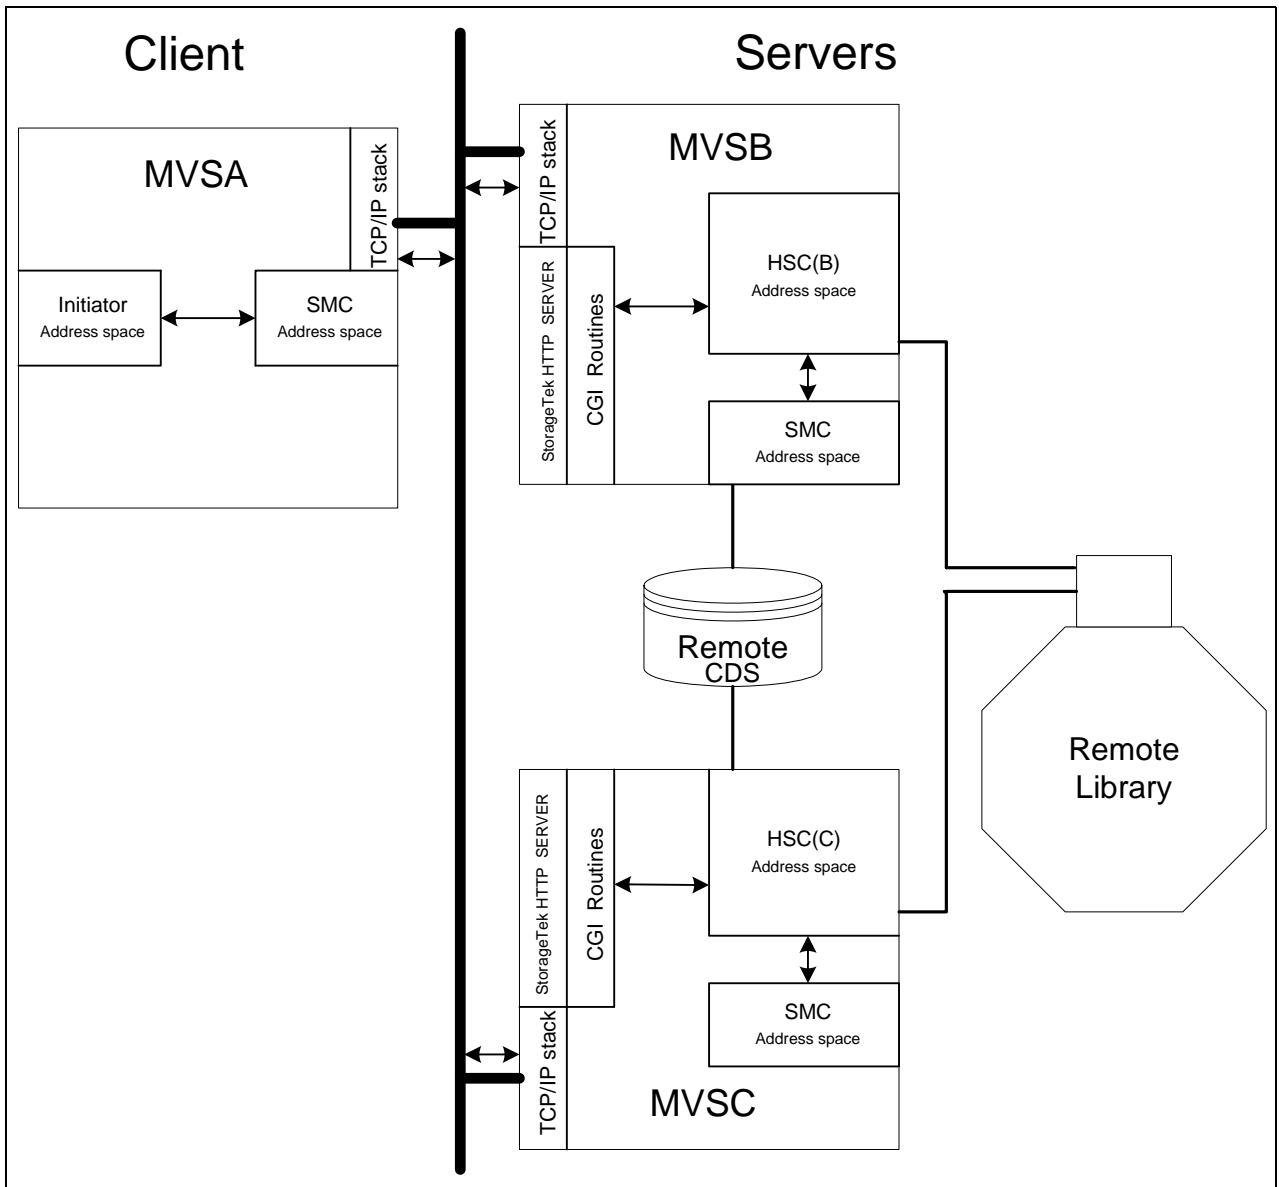 Client
Servers
MVSA
TCP/IP stack
Initiator
Address space
SMC
Address space
TCP/IP stack
MVSB
StorageTek HTTP SERVER
CGI Routines
HSC(B)
Address space
SMC
Address space
Remote
CDS
Remote
Library
StorageTek HTTP SERVER
CGI Routines
HSC(C)
Address space
SMC
Address space
TCP/IP stack
MVSC